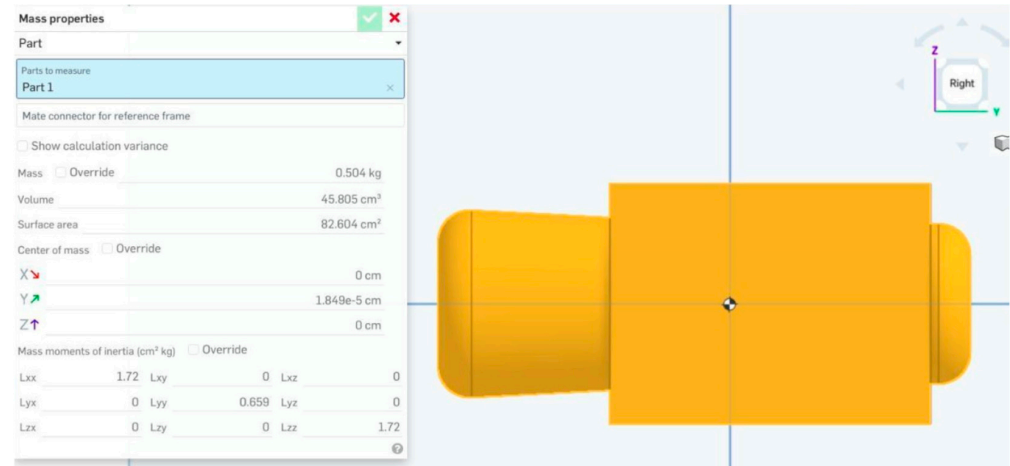 Mass properties
Part
Parts to measure
Part 1
Mate connector for reference frame
Show calculation variance
Mass Override 0.504 kg
Volume 45.805 cm³
Surface area 82.604 cm²
Center of mass Override
X 0 cm
Y 1.849e-5 cm
Z 0 cm
Mass moments of inertia (cm² kg) Override
Lxx 1.72 Lxy 0 Lxz 0
Lyx 0 Lyy 0.659 Lyz 0
Lzx 0 Lzy 0 Lzz 1.72
Z
Right
Y